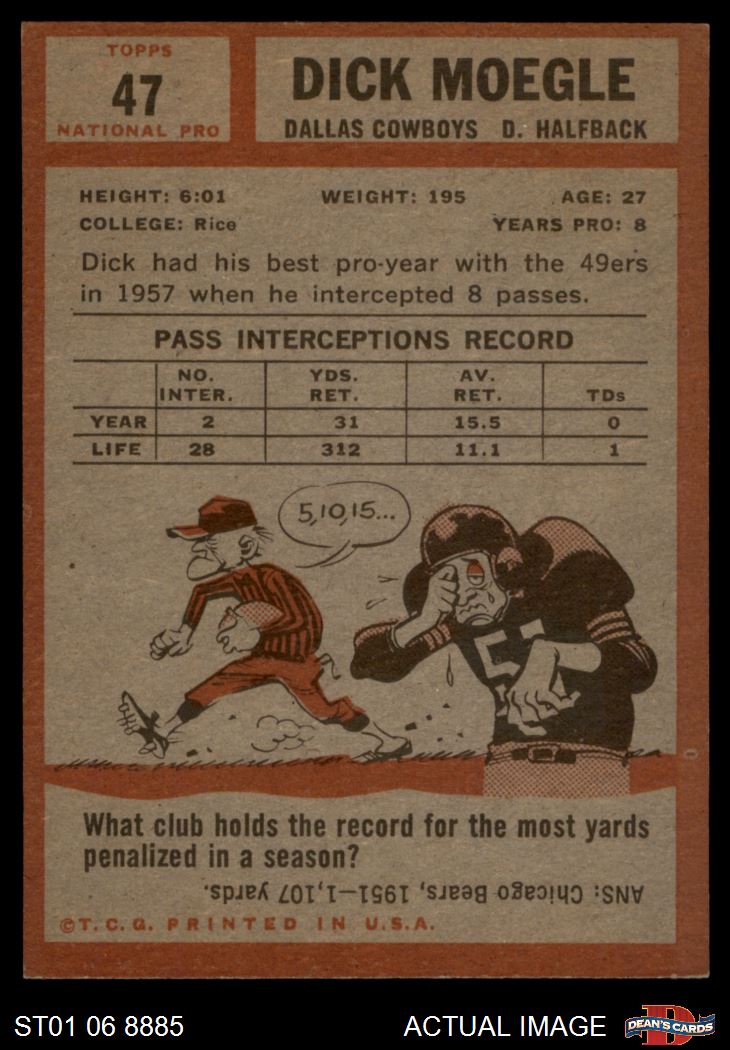 TOPPS
47
NATIONAL PRO
DICK MOEGLE
DALLAS COWBOYS D. HALFBACK
HEIGHT: 6:01 WEIGHT: 195 AGE: 27
COLLEGE: Rice YEARS PRO: 8
Dick had his best pro-year with the 49ers
in 1957 when he intercepted 8 passes.
PASS INTERCEPTIONS RECORD
NO. INTER. YDS. RET. AV. RET. TDs
YEAR 2 31 15.5 0
LIFE 28 312 11.1 1
5,10,15...
What club holds the record for the most yards
penalized in a season?
ANS: Chicago Bears, 1951—1,107 yards.
©T.C.G. PRINTED IN U.S.A.
ST01 06 8885 ACTUAL IMAGE
DEAN'S CARDS